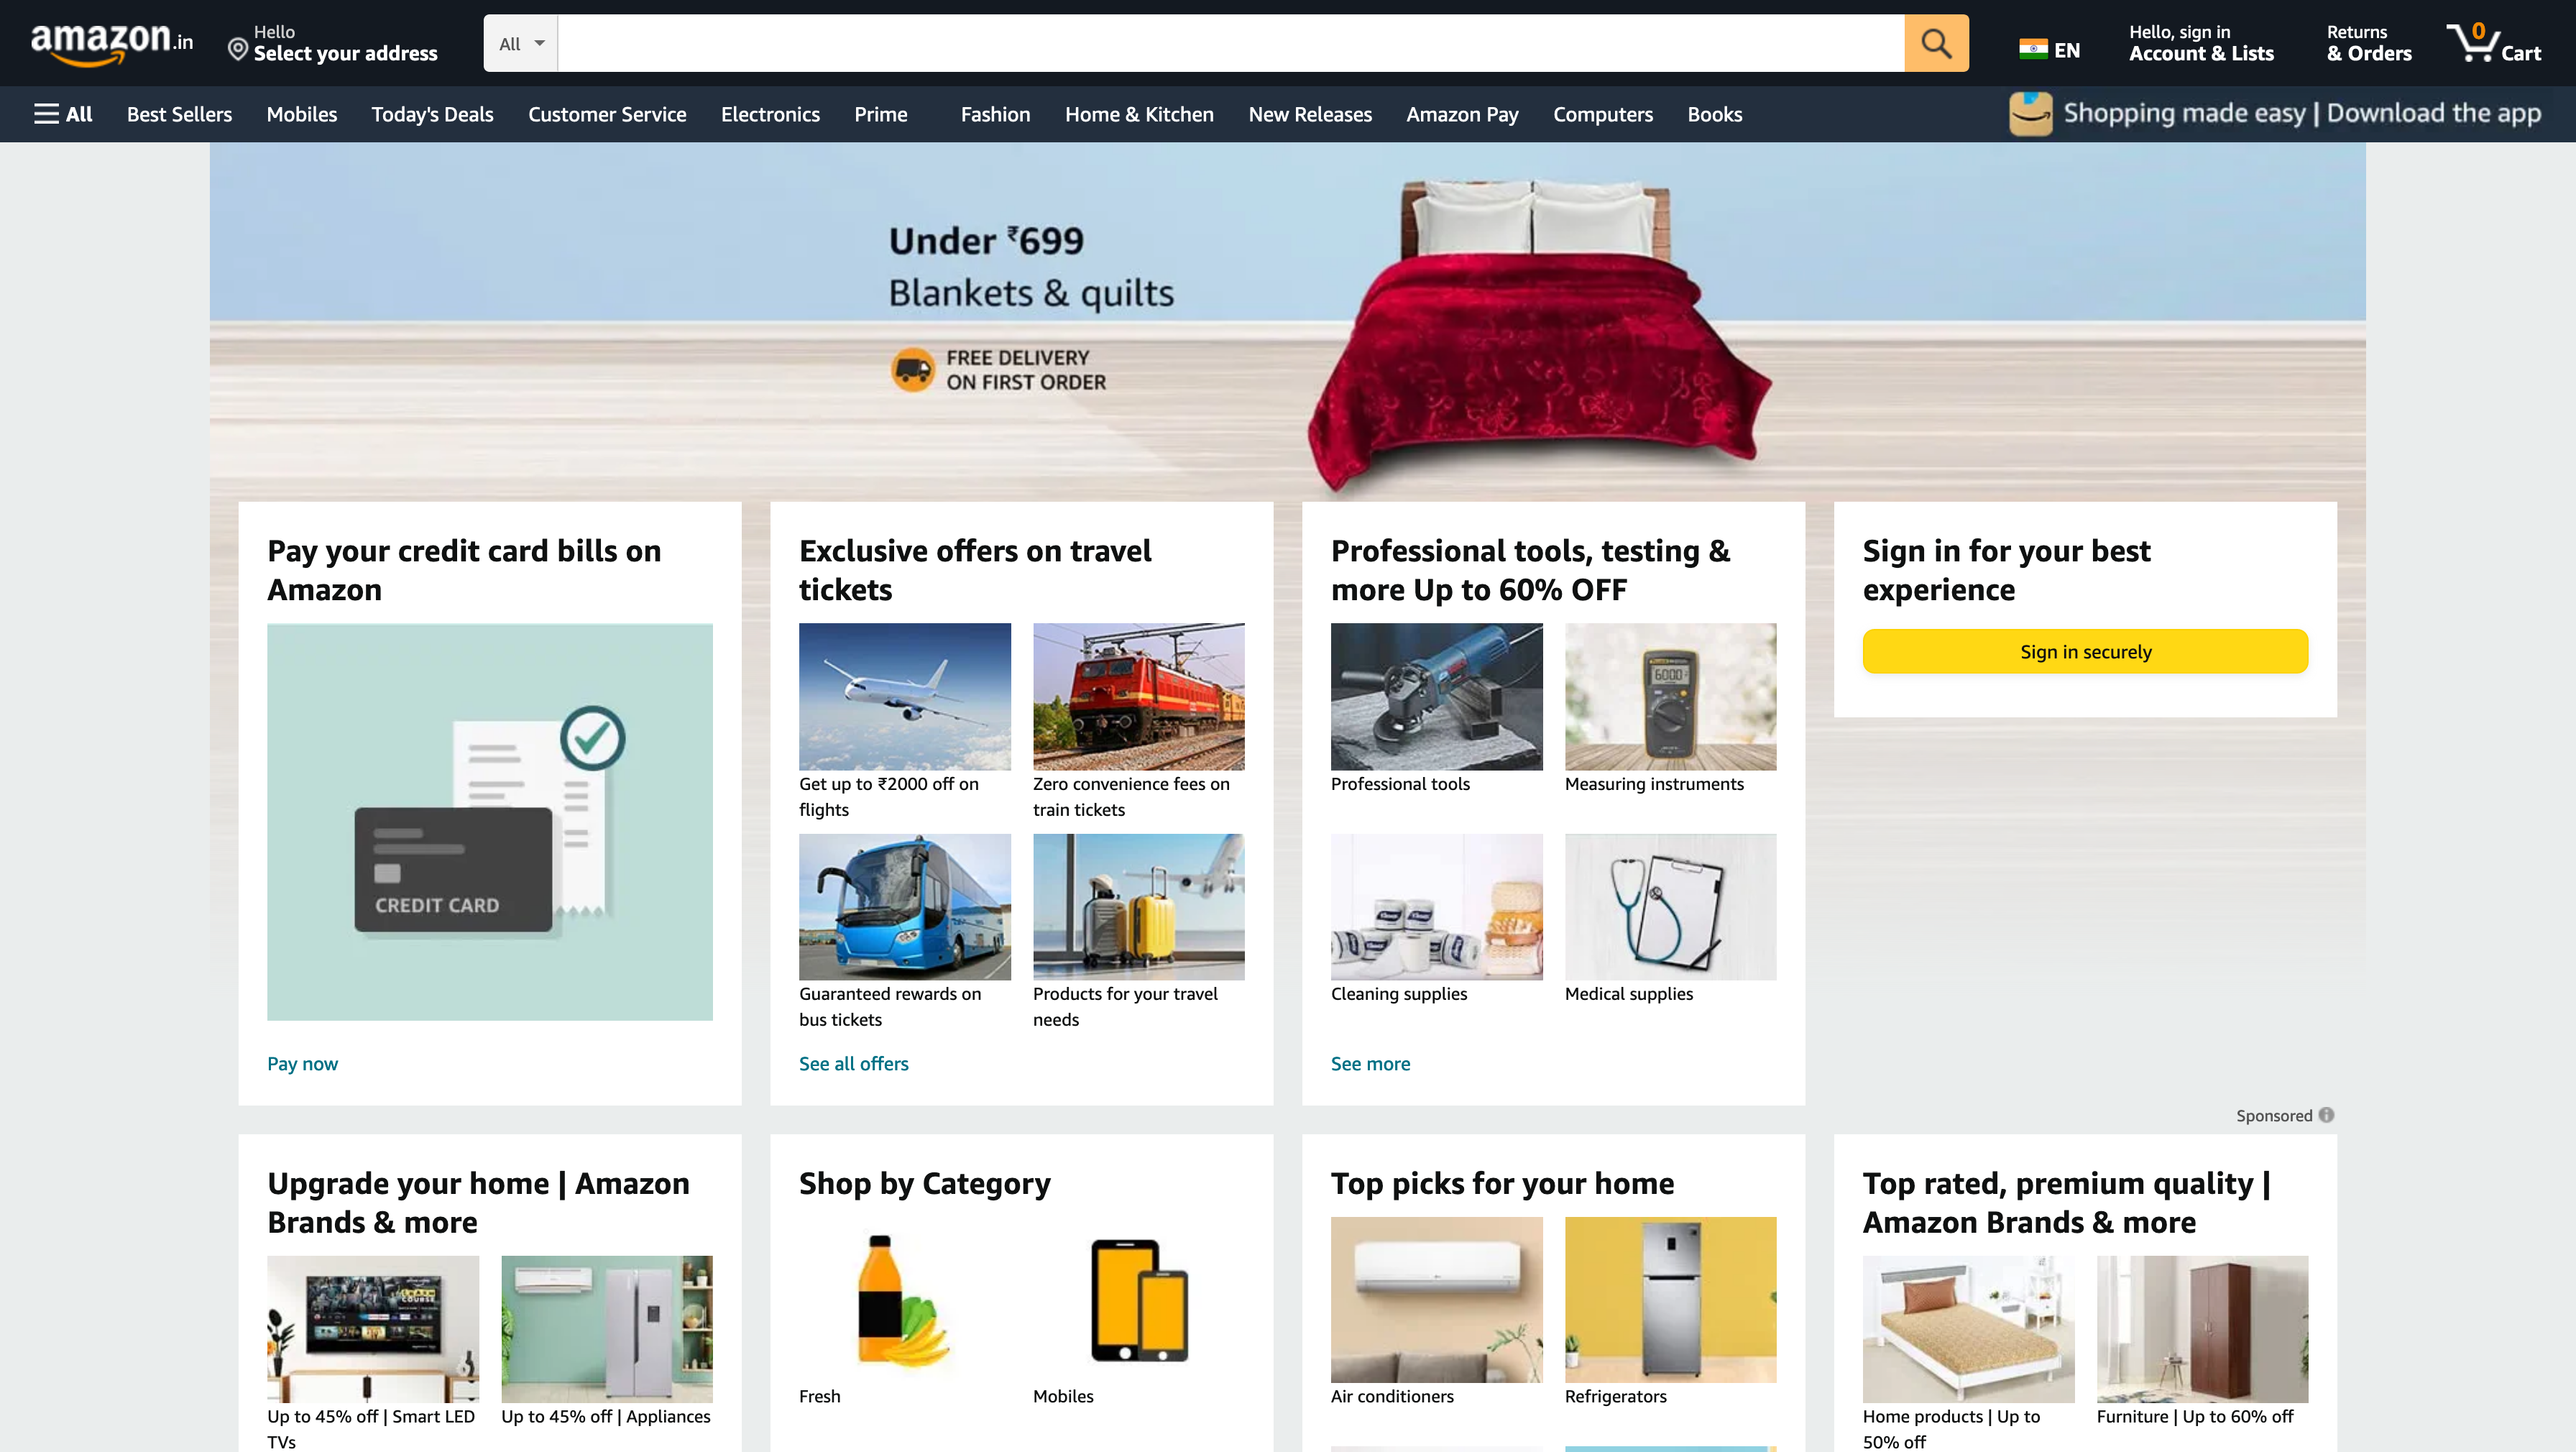 amazon.in
Hello
Select your address
All
EN
Hello, sign in
Account & Lists
Returns
& Orders
0
Cart
All
Best Sellers
Mobiles
Today's Deals
Customer Service
Electronics
Prime
Fashion
Home & Kitchen
New Releases
Amazon Pay
Computers
Books
Shopping made easy | Download the app
Under ₹699
Blankets & quilts
FREE DELIVERY
ON FIRST ORDER
Pay your credit card bills on
Amazon
CREDIT CARD
Pay now
Exclusive offers on travel
tickets
Get up to ₹2000 off on
flights
Zero convenience fees on
train tickets
Guaranteed rewards on
bus tickets
Products for your travel
needs
See all offers
Professional tools, testing &
more Up to 60% OFF
6000
Professional tools
Measuring instruments
Cleaning supplies
Medical supplies
See more
Sign in for your best
experience
Sign in securely
Sponsored
Upgrade your home | Amazon
Brands & more
Up to 45% off | Smart LED
TVs
Up to 45% off | Appliances
Shop by Category
Fresh
Mobiles
Top picks for your home
Air conditioners
Refrigerators
Top rated, premium quality |
Amazon Brands & more
Home products | Up to
50% off
Furniture | Up to 60% off